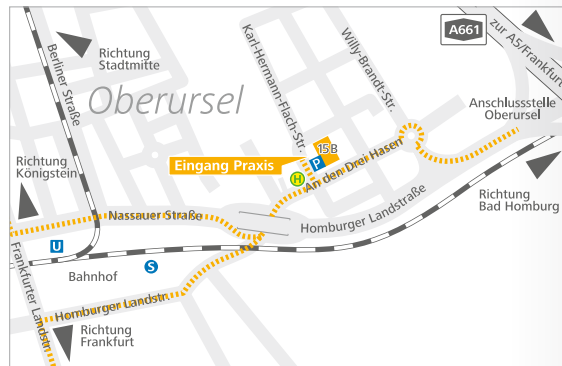 A661
zur A5/Frankfurt
Richtung
Stadtmitte
Berliner Straße
Karl-Hermann-Flach-Str.
Willy-Brandt-Str.
Oberursel
Anschlussstelle
Oberursel
15B
P
Eingang Praxis
H
An den Drei Hasen
Richtung
Königstein
Richtung
Bad Homburg
Nassauer Straße
Homburger Landstraße
U
Bahnhof
S
Frankfurter Landstr.
Homburger Landstr.
Richtung
Frankfurt